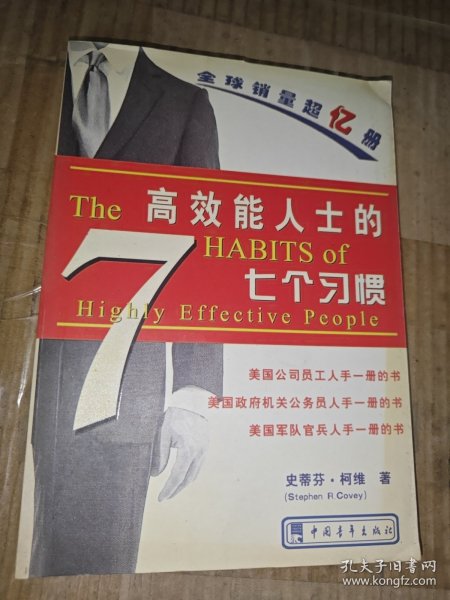 全球销量超亿册
The 高效能人士的
7 HABITS of
七个习惯
Highly Effective People
美国公司员工人手一册的书
美国政府机关公务员人手一册的书
美国军队官兵人手一册的书
史蒂芬·柯维 著
(Stephen R.Covey)
中国青年出版社
孔夫子旧书网
www.kongfz.com